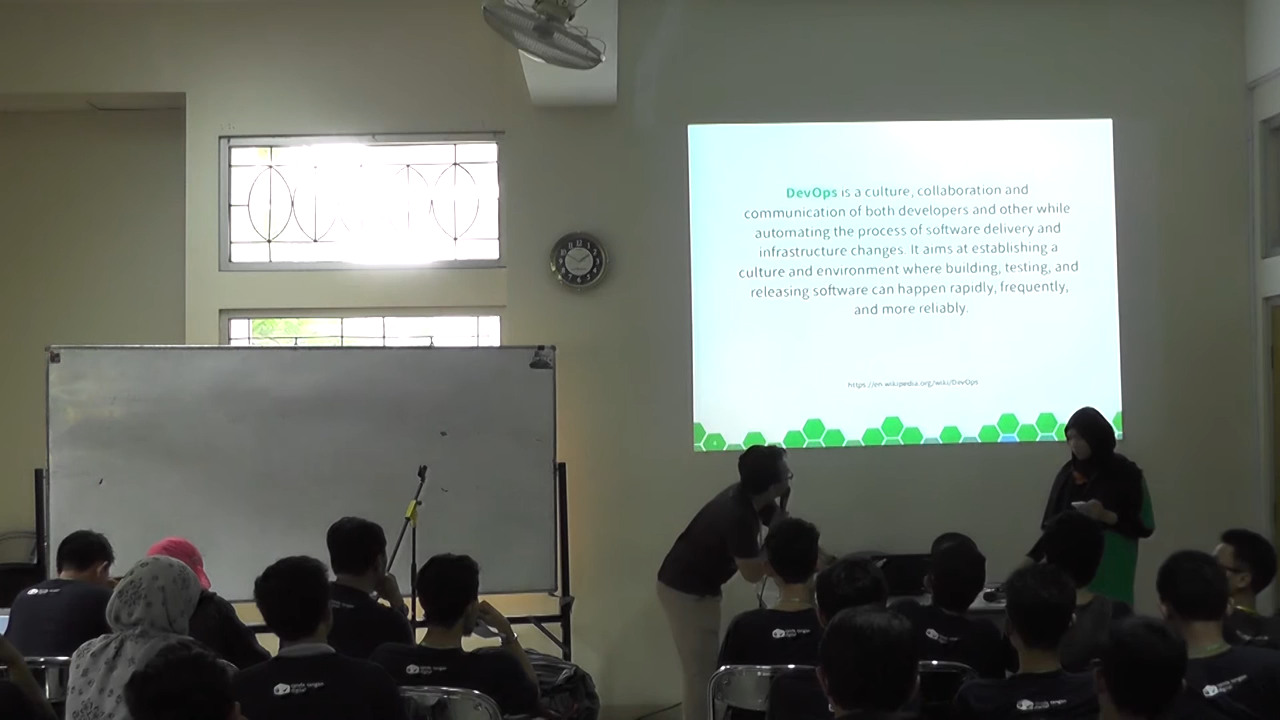 DevOps is a culture, collaboration and
communication of both developers and other while
automating the process of software delivery and
infrastructure changes. It aims at establishing a
culture and environment where building, testing, and
releasing software can happen rapidly, frequently,
and more reliably.
https://en.wikipedia.org/wiki/DevOps